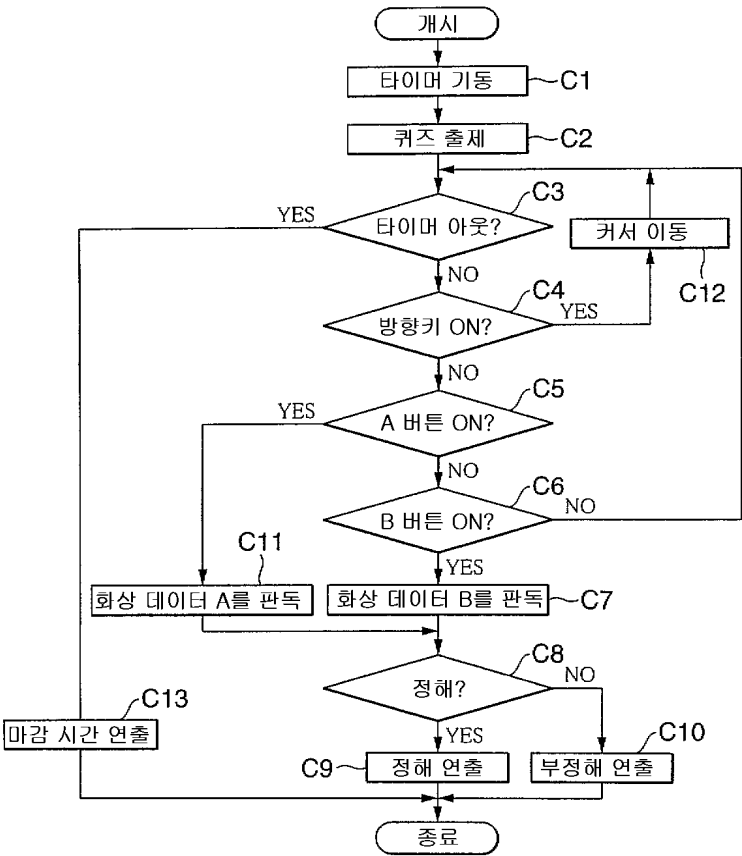 개시
타이머 기동
C1
퀴즈 출제
C2
C3
YES
타이머 아웃?
커서 이동
NO
C12
C4
방향키 ON?
YES
NO
C5
YES
A 버튼 ON?
NO
C6
B 버튼 ON?
NO
C11
YES
화상 데이터 A를 판독
화상 데이터 B를 판독
C7
C8
정해?
NO
C13
마감 시간 연출
YES
C10
C9
정해 연출
부정해 연출
종료